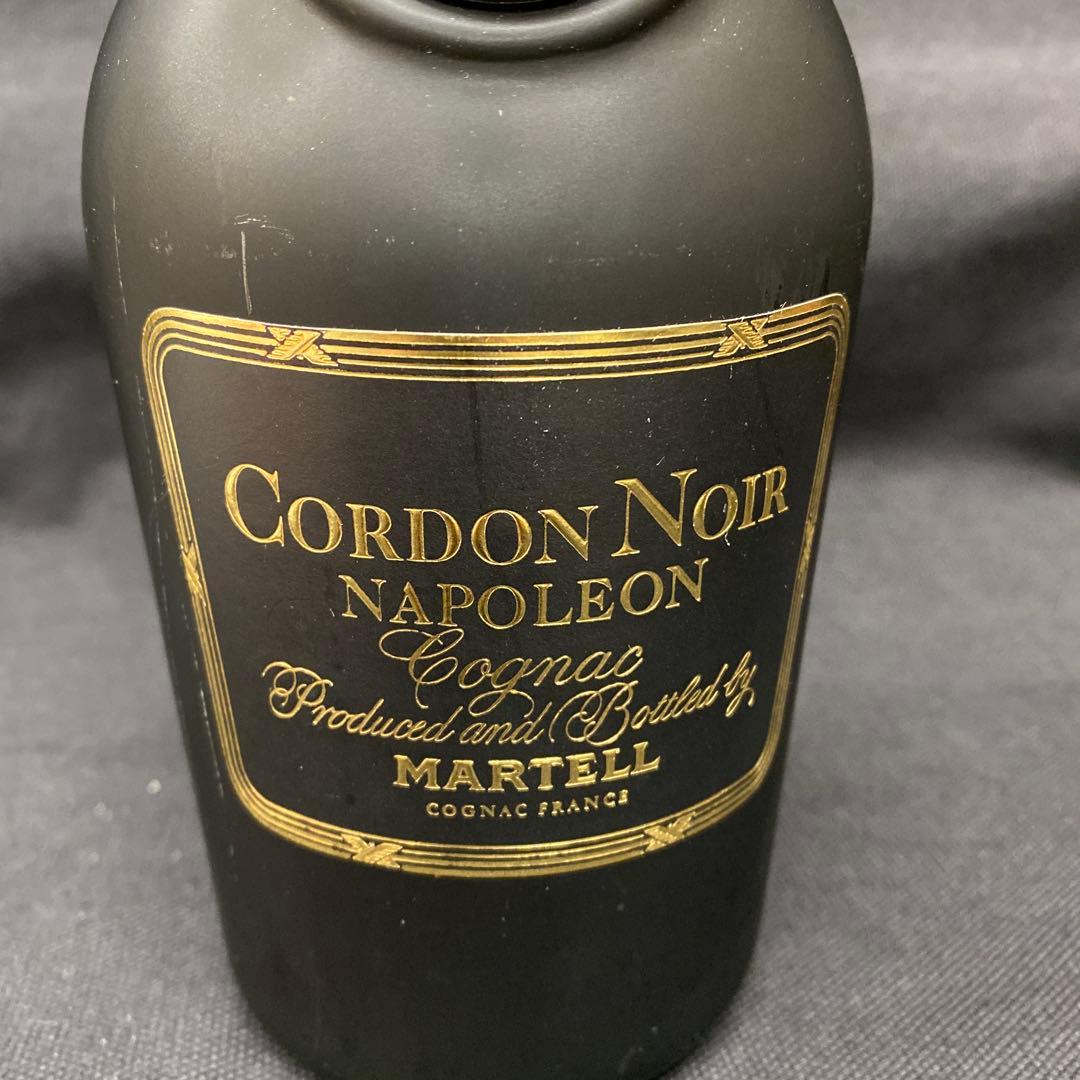 CORDON NOIR
NAPOLEON
Cognac
Produced and Bottled by
MARTELL
COGNAC FRANCE